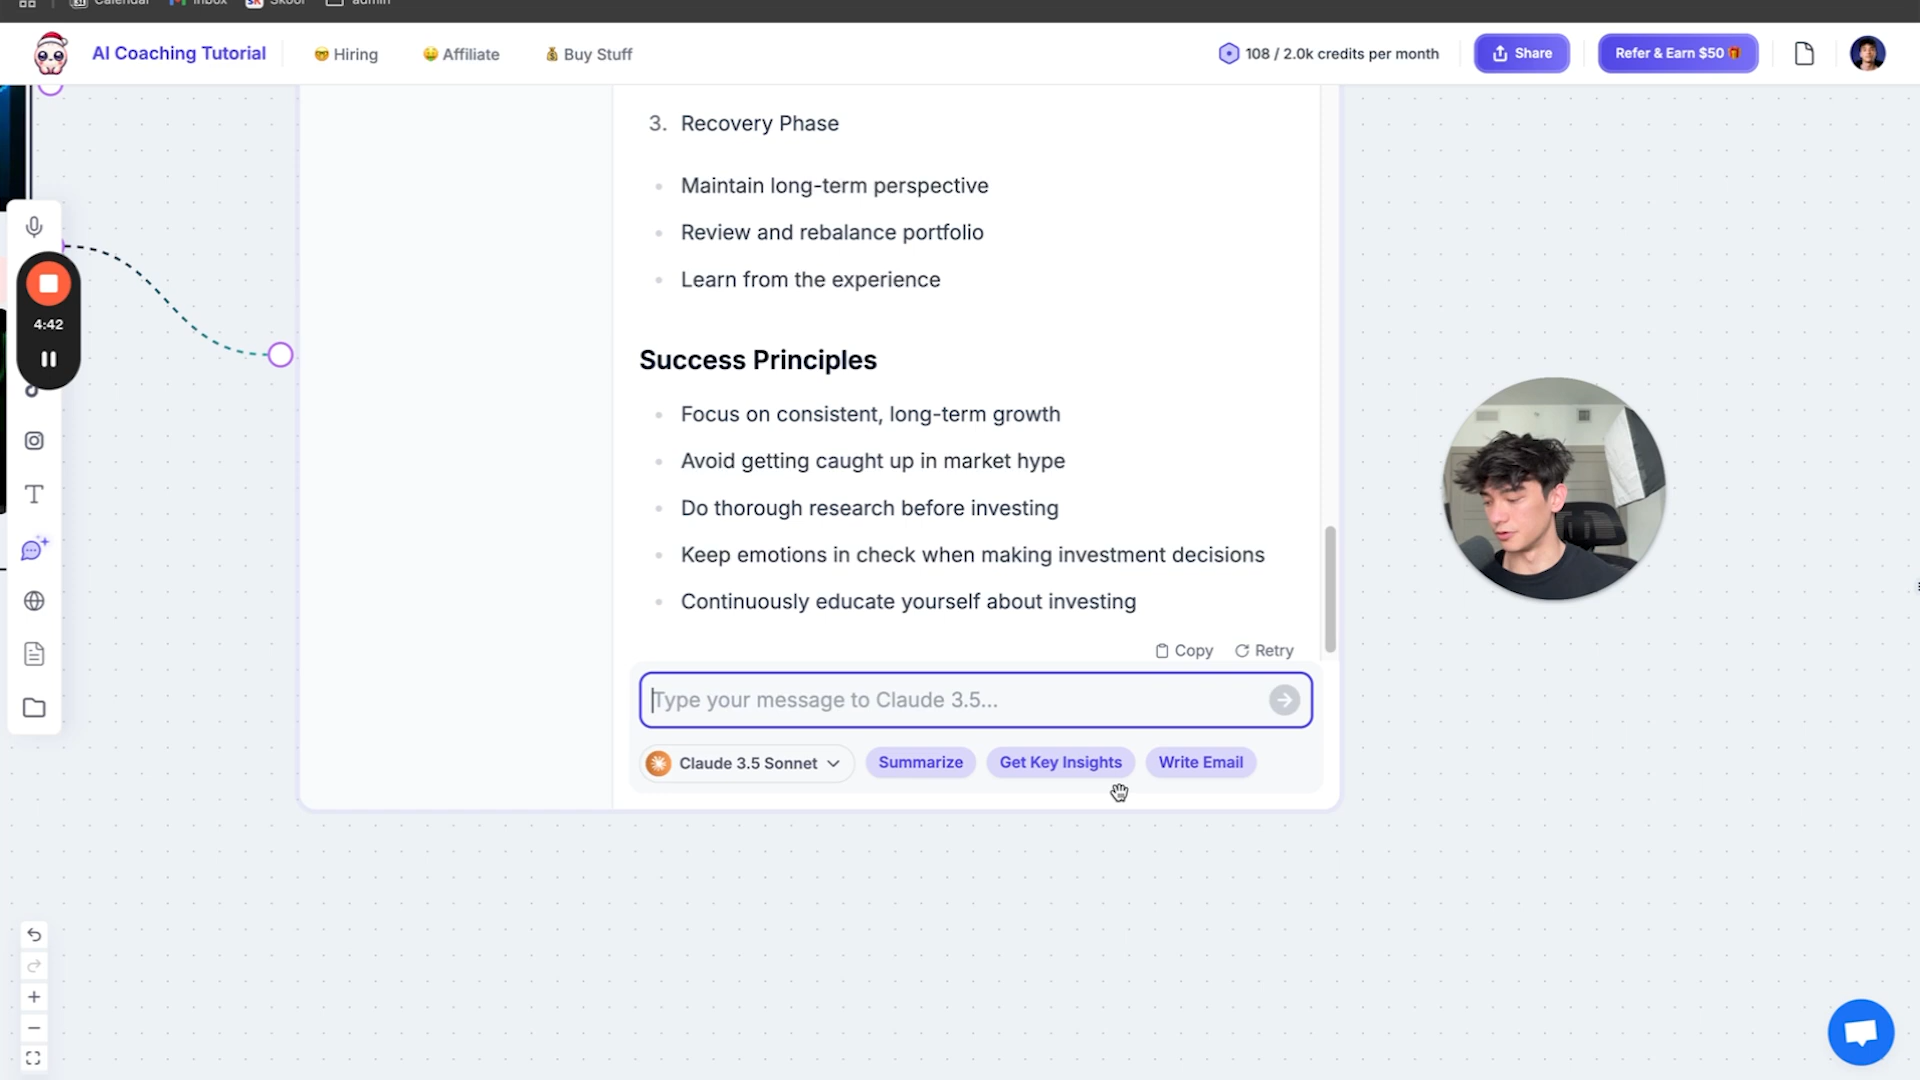 Calendar
Inbox
Skool
admin
AI Coaching Tutorial
Hiring
Affiliate
Buy Stuff
108 / 2.0k credits per month
Share
Refer & Earn $50
3. Recovery Phase
Maintain long-term perspective
Review and rebalance portfolio
Learn from the experience
4:42
Success Principles
Focus on consistent, long-term growth
Avoid getting caught up in market hype
Do thorough research before investing
Keep emotions in check when making investment decisions
Continuously educate yourself about investing
Copy
Retry
Type your message to Claude 3.5...
Claude 3.5 Sonnet
Summarize
Get Key Insights
Write Email